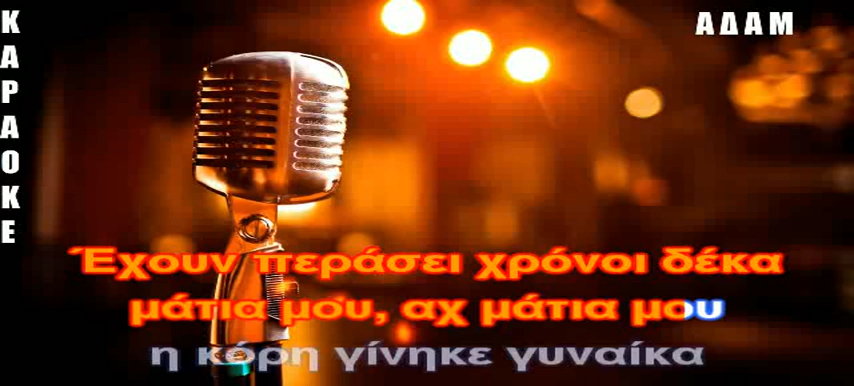 ΚΑΡΑΟΚΕ
ΑΔΑΜ
Έχουν περάσει χρόνοι δέκα
μάτια μου, αχ μάτια μου
η κόρη γίνηκε γυναίκα